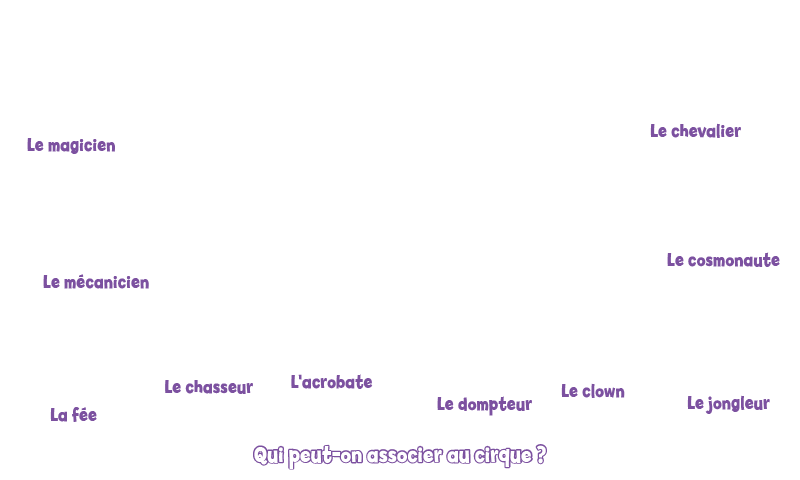 Le chevalier
Le magicien
Le cosmonaute
Le mécanicien
L'acrobate
Le chasseur
Le clown
Le dompteur
Le jongleur
La fée
Qui peut-on associer au cirque ?